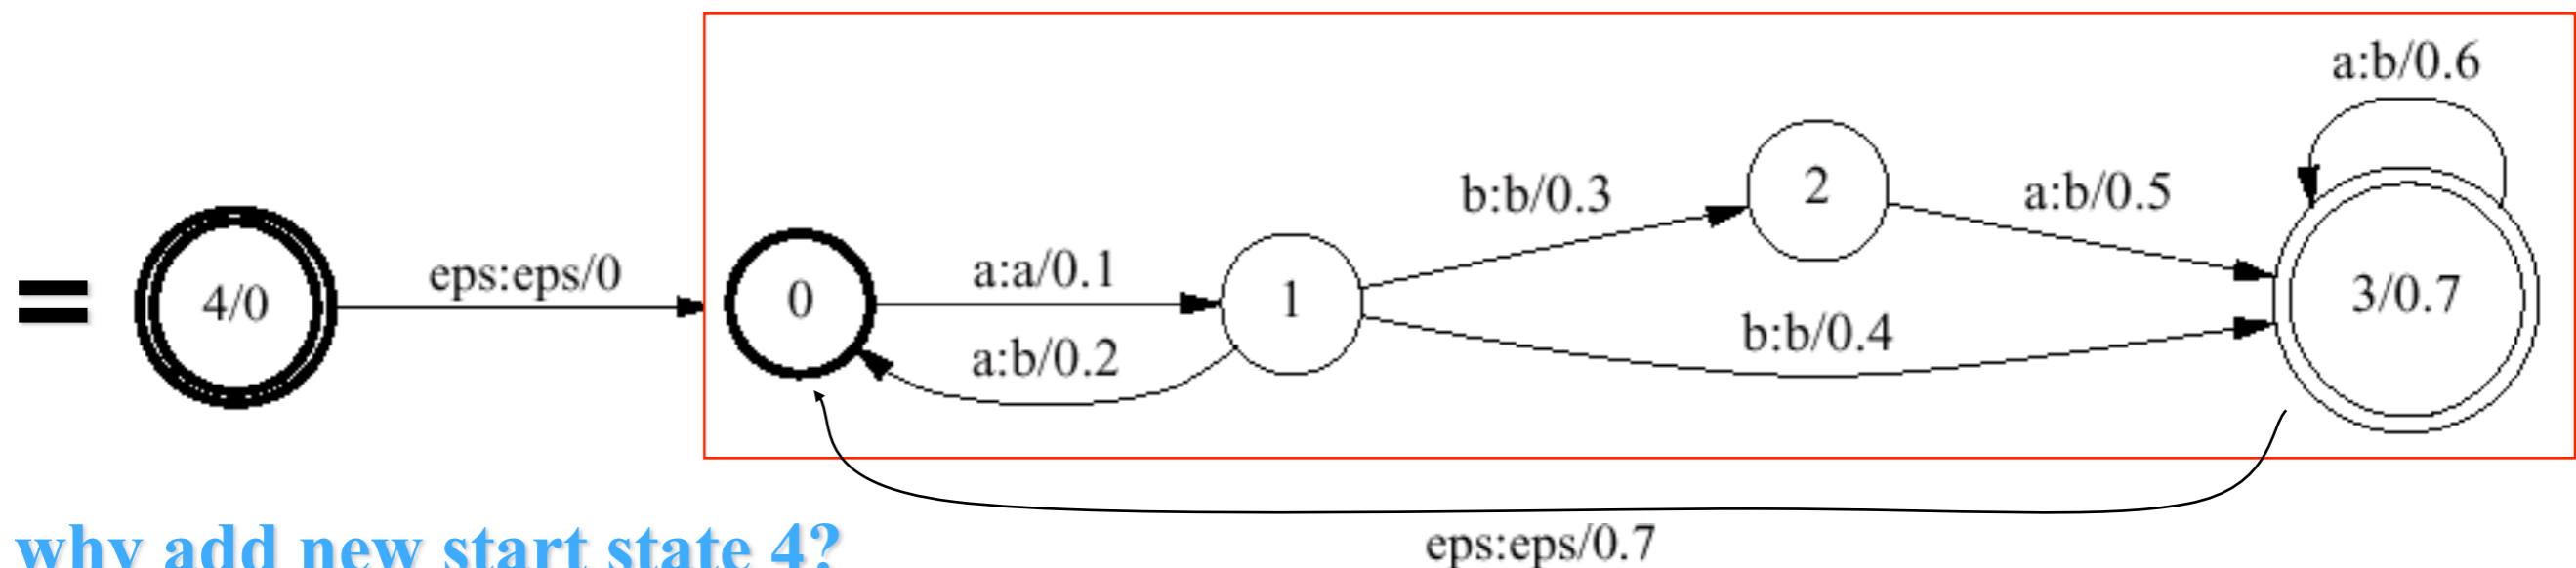 a:b/0.6
b:b/0.3
2
a:b/0.5
=
4/0
eps:eps/0
0
a:a/0.1
1
3/0.7
a:b/0.2
b:b/0.4
why add new start state 4?
eps:eps/0.7